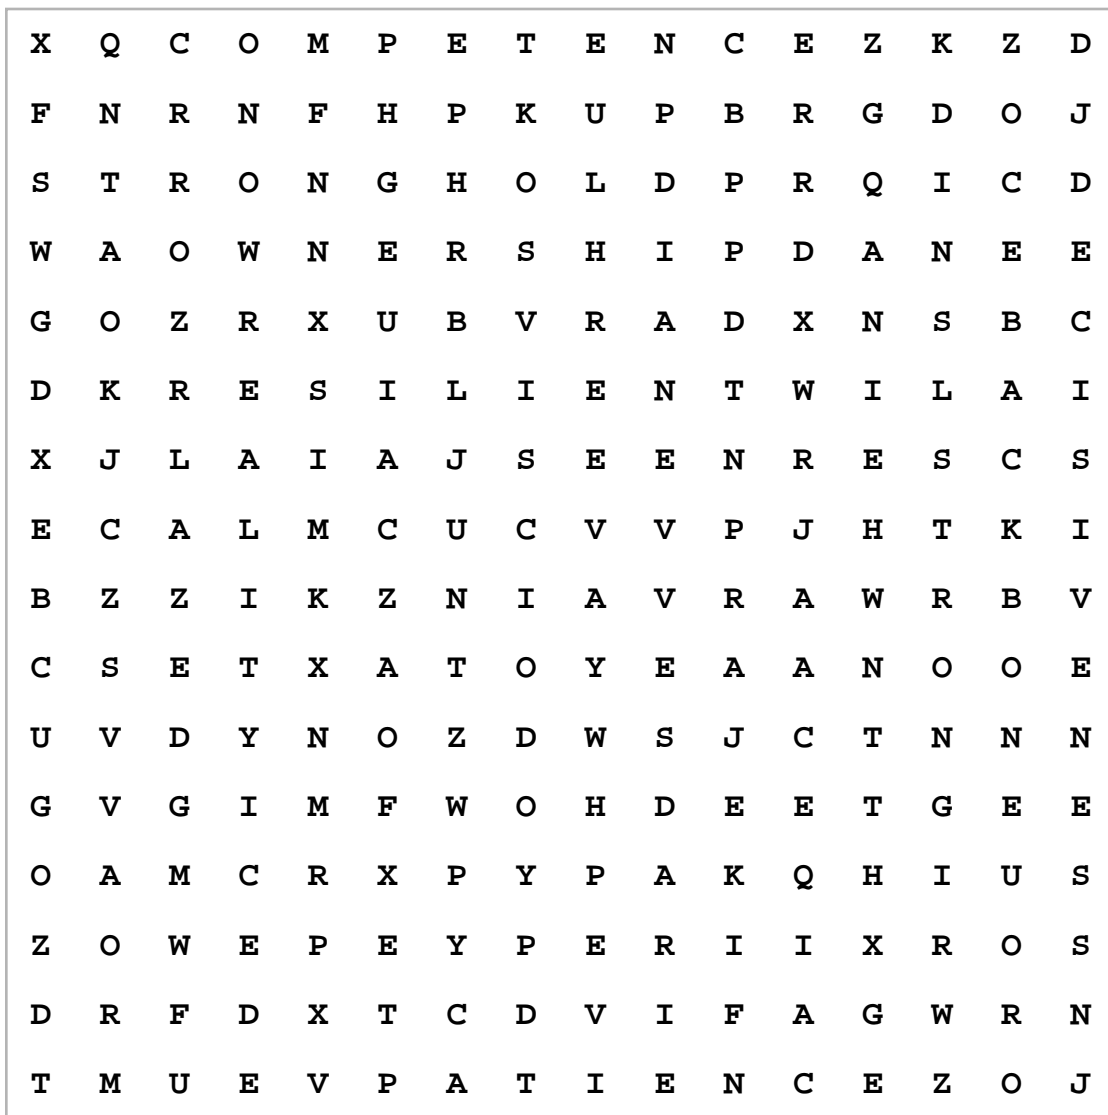 X Q C O M P E T E N C E Z K Z D
F N R N F H P K U P B R G D O J
S T R O N G H O L D P R Q I C D
W A O W N E R S H I P D A N E E
G O Z R X U B V R A D X N S B C
D K R E S I L I E N T W I L A I
X J L A I A J S E E N R E S C S
E C A L M C U C V V P J H T K I
B Z Z I K Z N I A V R A W R B V
C S E T X A T O Y E A A N O O E
U V D Y N O Z D W S J C T N N N
G V G I M F W O H D E E T G E E
O A M C R X P Y P A K Q H I U S
Z O W E P E Y P E R I I X R O S
D R F D X T C D V I F A G W R N
T M U E V P A T I E N C E Z O J